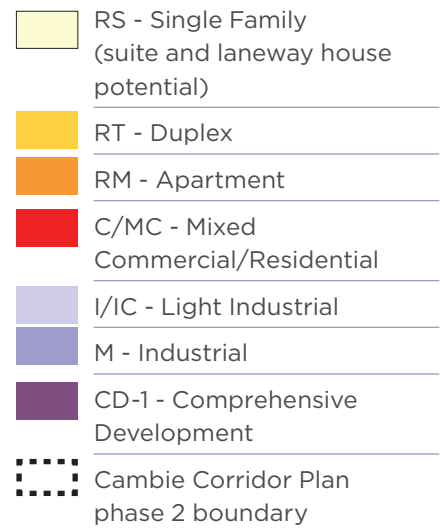 RS - Single Family
(suite and laneway house
potential)
RT - Duplex
RM - Apartment
C/MC - Mixed
Commercial/Residential
I/IC - Light Industrial
M - Industrial
CD-1 - Comprehensive
Development
Cambie Corridor Plan
phase 2 boundary